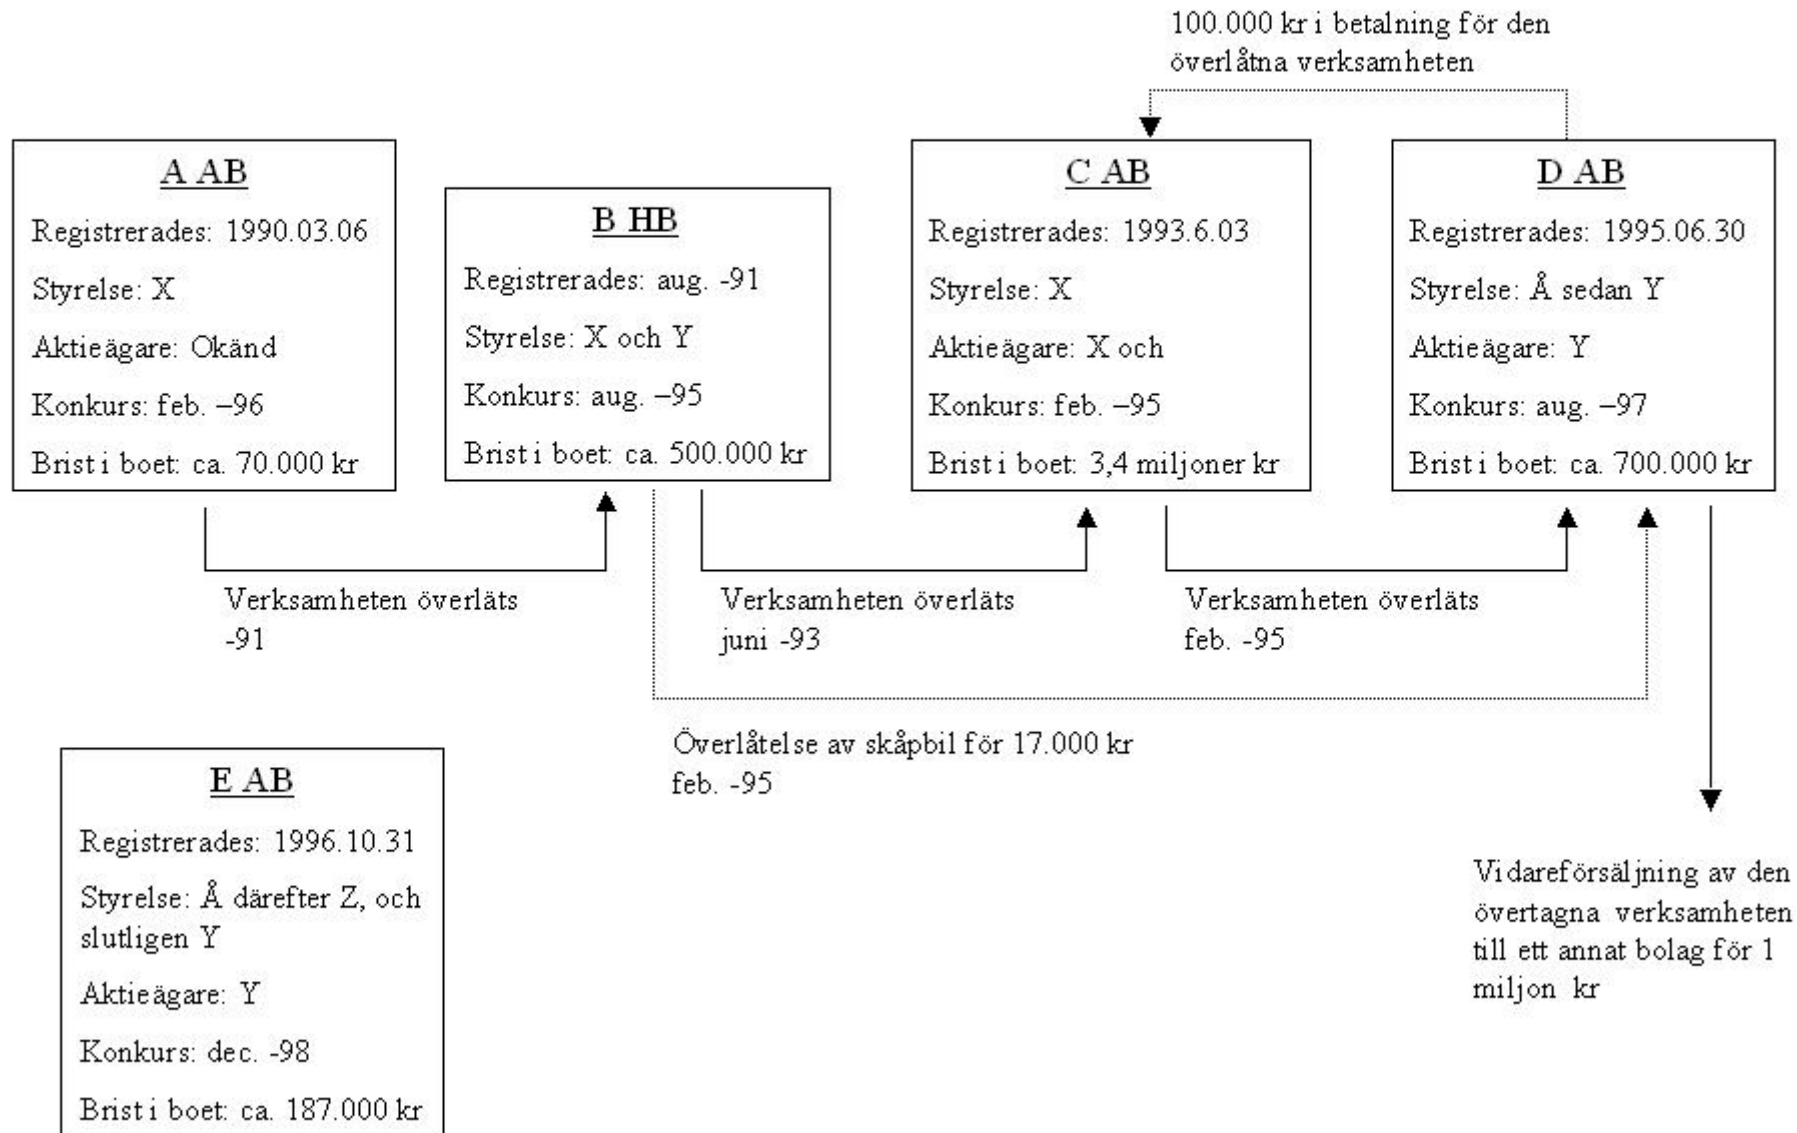 100.000 kr i betalning för den
överlåtna verksamheten
A AB
Registrerades: 1990.03.06
Styrelse: X
Aktieägare: Okänd
Konkurs: feb. –96
Brist i boet: ca. 70.000 kr
B HB
Registrerades: aug. -91
Styrelse: X och Y
Konkurs: aug. –95
Brist i boet: ca. 500.000 kr
C AB
Registrerades: 1993.6.03
Styrelse: X
Aktieägare: X och
Konkurs: feb. –95
Brist i boet: 3,4 miljoner kr
D AB
Registrerades: 1995.06.30
Styrelse: Å sedan Y
Aktieägare: Y
Konkurs: aug. –97
Brist i boet: ca. 700.000 kr
Verksamheten överläts
-91
Verksamheten överläts
juni -93
Verksamheten överläts
feb. -95
Överlåtelse av skåpbil för 17.000 kr
feb. -95
E AB
Registrerades: 1996.10.31
Styrelse: Å därefter Z, och
slutligen Y
Aktieägare: Y
Konkurs: dec. -98
Brist i boet: ca. 187.000 kr
Vidareförsäljning av den
övertagna verksamheten
till ett annat bolag för 1
miljon kr